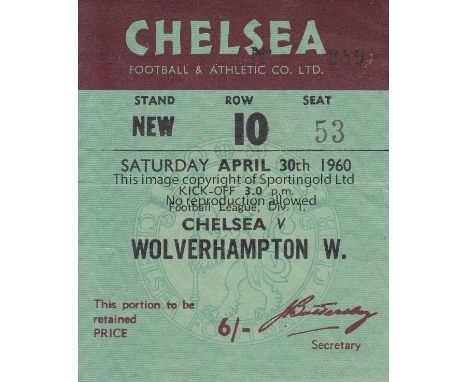 CHELSEA
FOOTBALL & ATHLETIC CO. LTD.
STAND ROW SEAT
NEW 10 53
SATURDAY APRIL 30th 1960
This image copyright of Sportingold Ltd
KICK-OFF 3.0 p.m.
No reproduction allowed
Football League, Div. 1.
CHELSEA V
WOLVERHAMPTON W.
This portion to be
retained
PRICE 6/-
Secretary